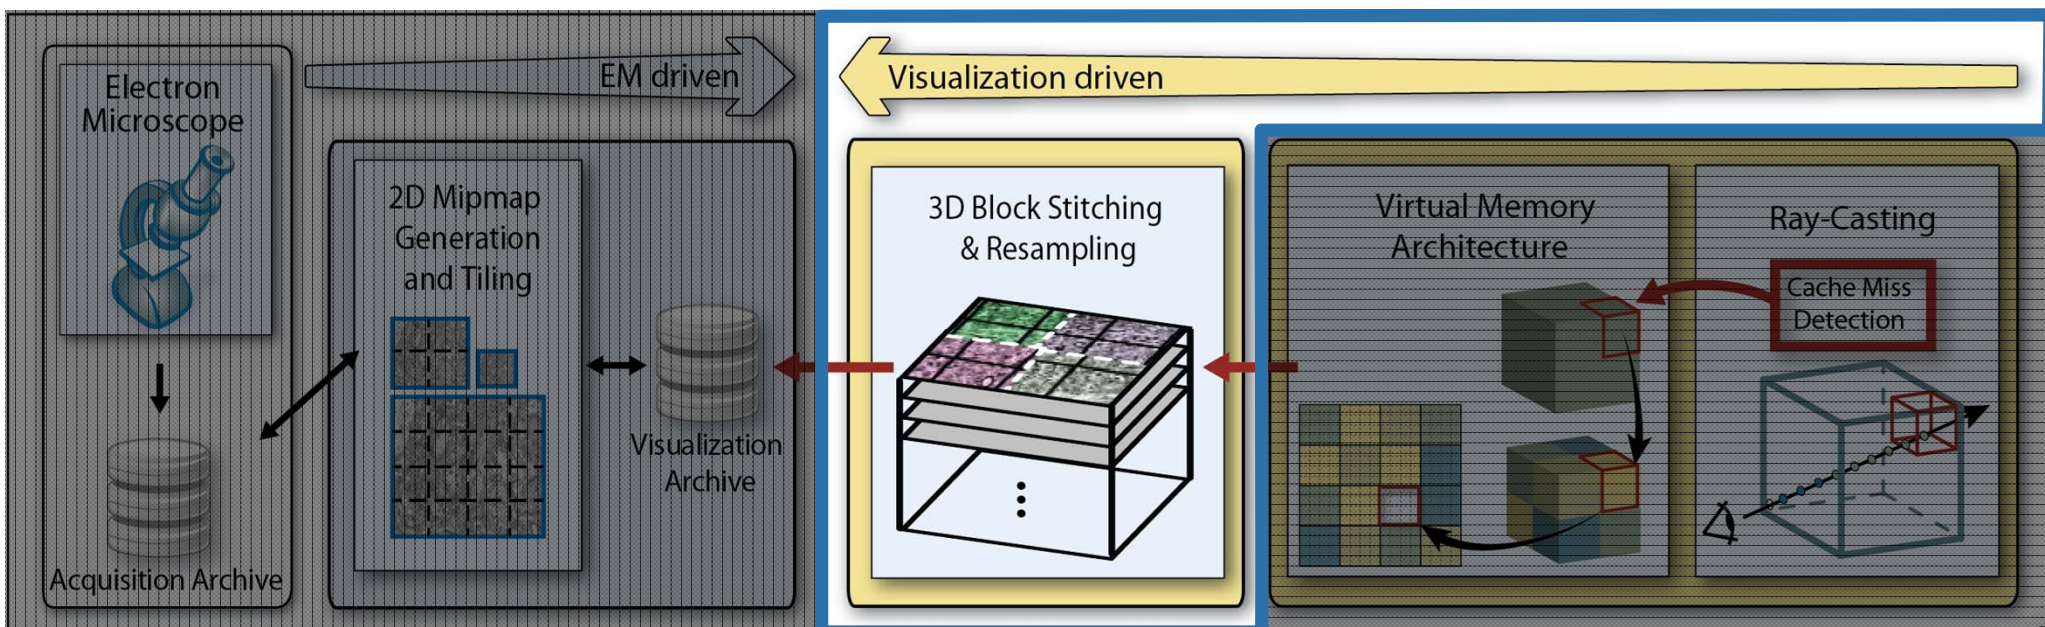 Electron
Microscope
EM driven
Visualization driven
2D Mipmap
Generation
and Tiling
Visualization
Archive
Acquisition Archive
3D Block Stitching
& Resampling
Virtual Memory
Architecture
Ray-Casting
Cache Miss
Detection